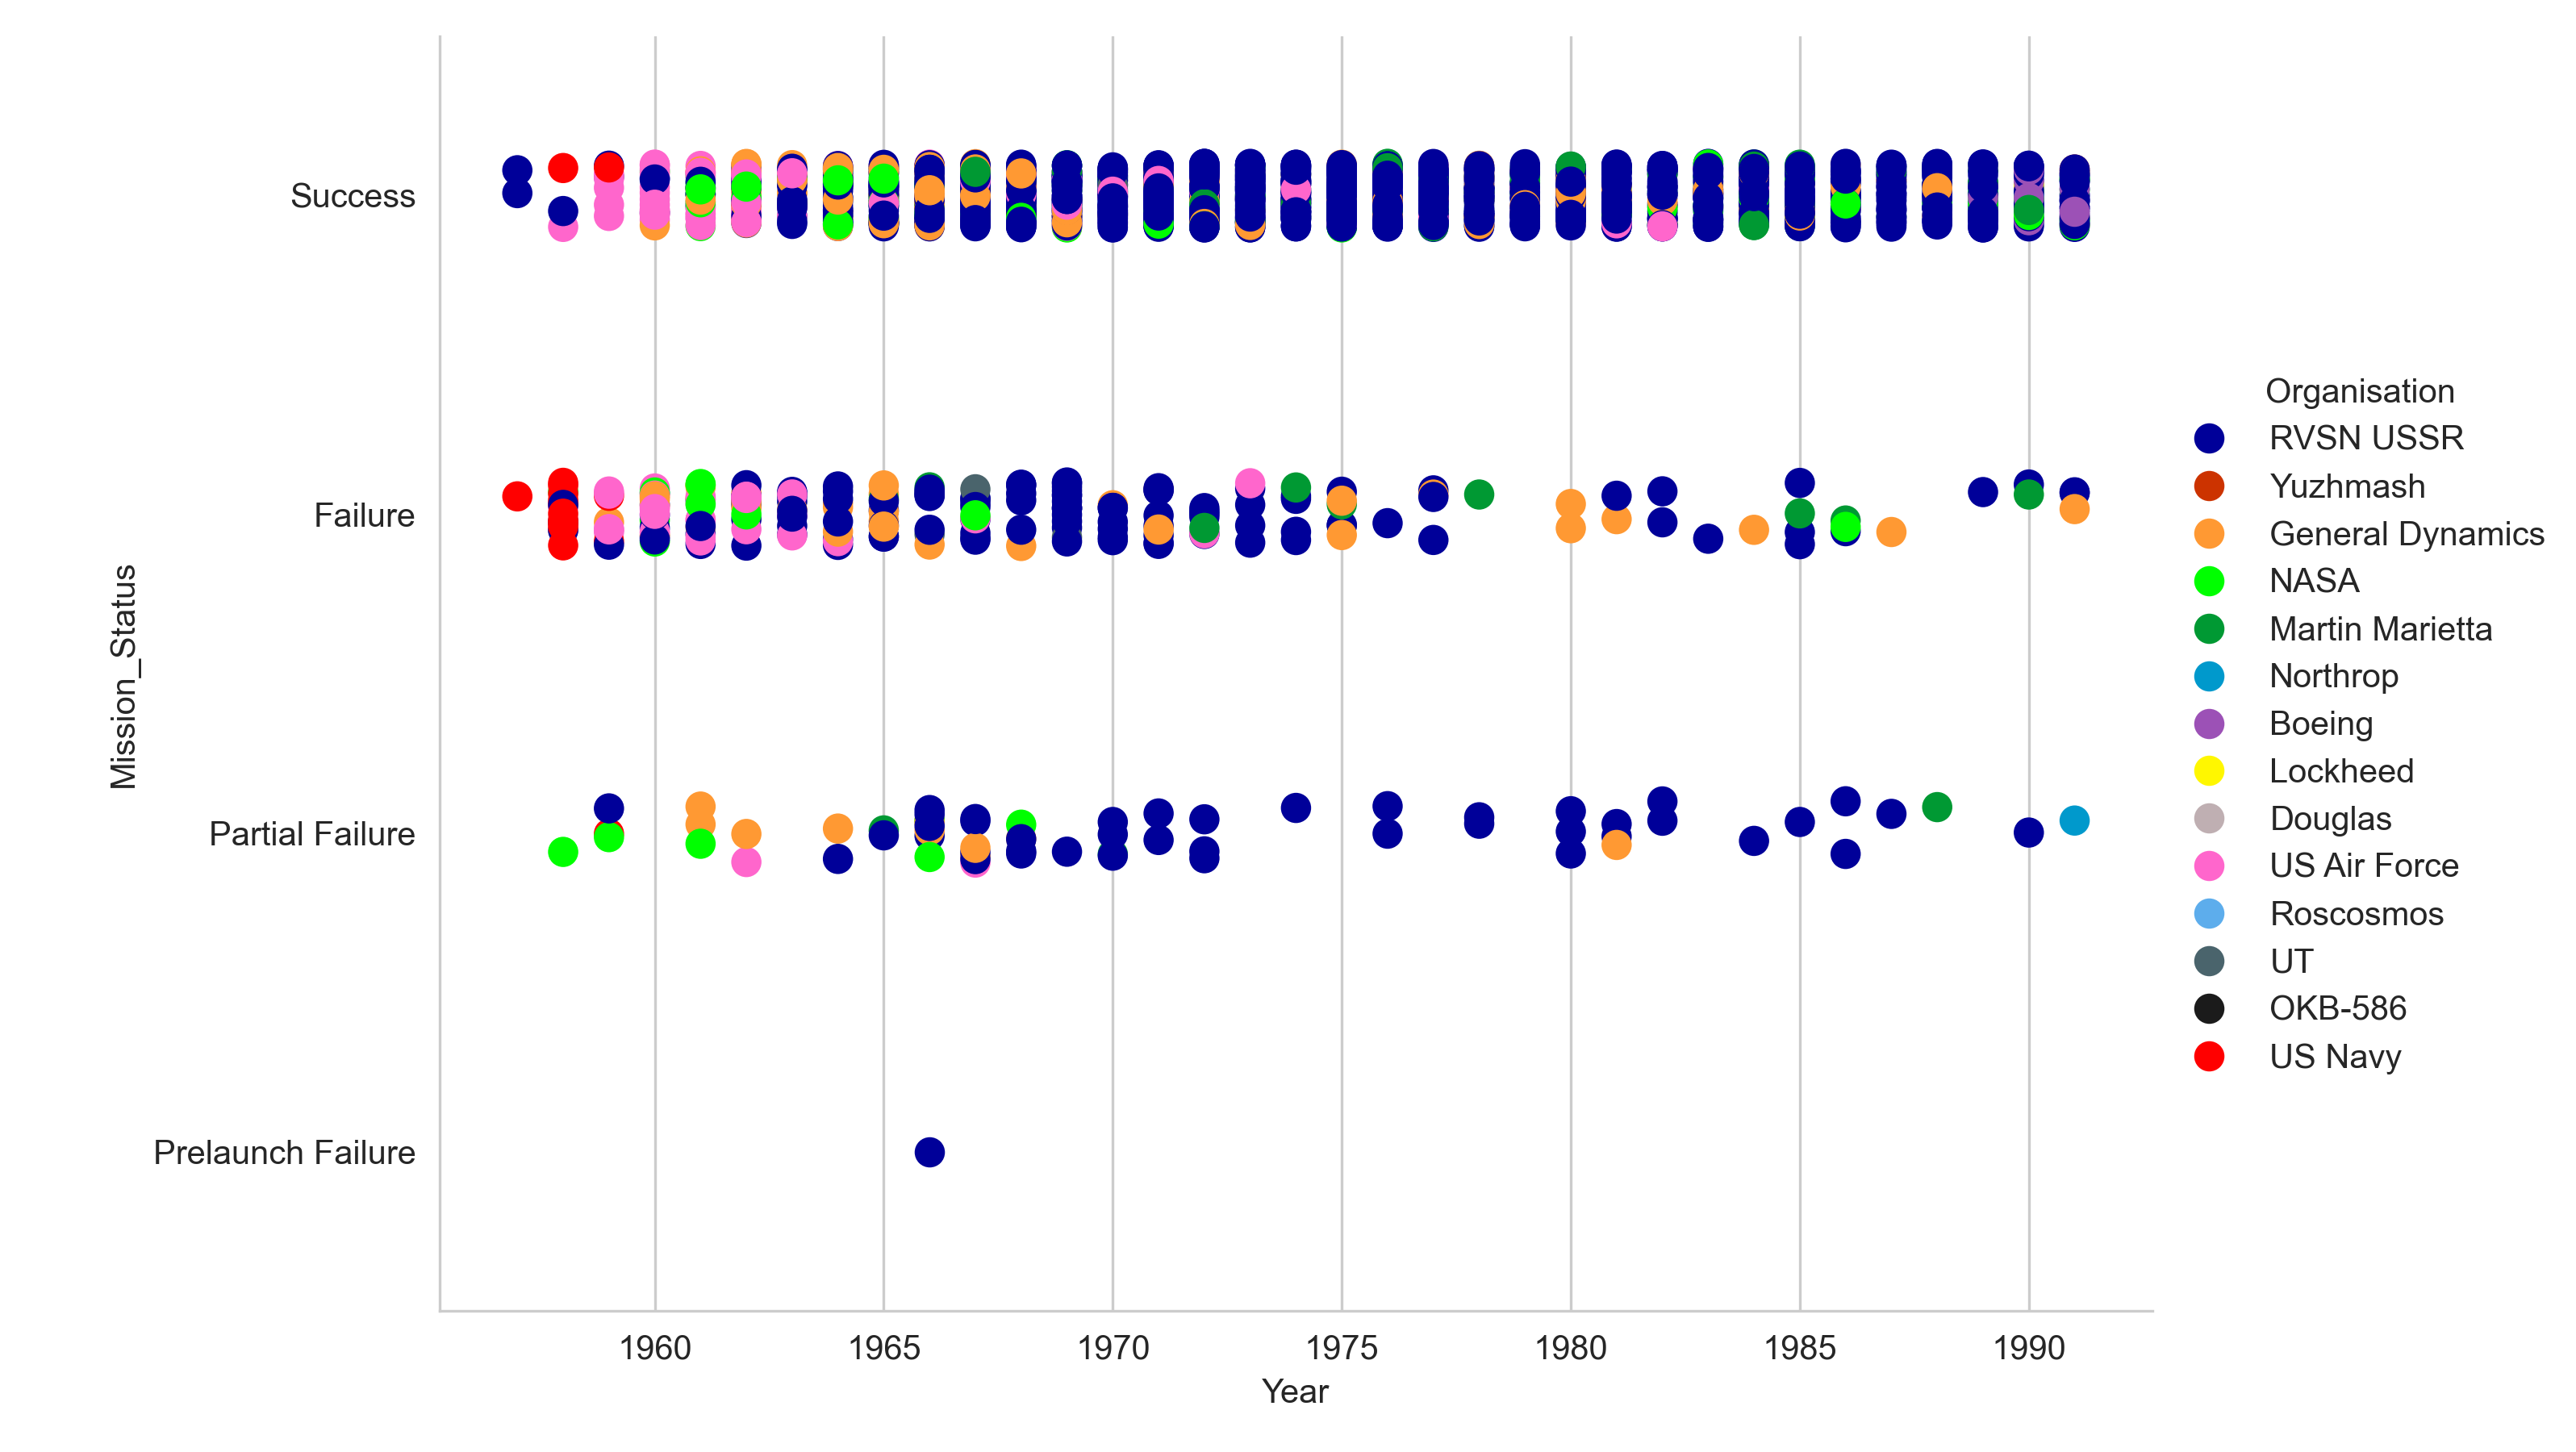 Mission_Status
Success
Failure
Partial Failure
Prelaunch Failure
1960 1965 1970 1975 1980 1985 1990
Year
Organisation
RVSN USSR
Yuzhmash
General Dynamics
NASA
Martin Marietta
Northrop
Boeing
Lockheed
Douglas
US Air Force
Roscosmos
UT
OKB-586
US Navy